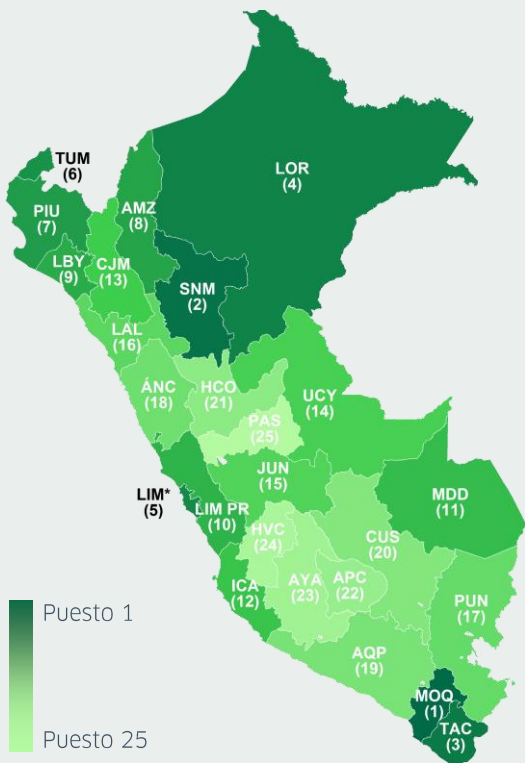 TUM
(6)
LOR
(4)
PIU
(7)
AMZ
(8)
LBY
(9)
CJM
(13)
SNM
(2)
LAL
(16)
ÁNC
(18)
HCO
(21)
UCY
(14)
PAS
(25)
JUN
(15)
LIM*
(5)
LIM PR
(10)
MDD
(11)
HVC
(24)
CUS
(20)
ICA
(12)
AYA
(23)
APC
(22)
PUN
(17)
AQP
(19)
MOQ
(1)
TAC
(3)
Puesto 1
Puesto 25